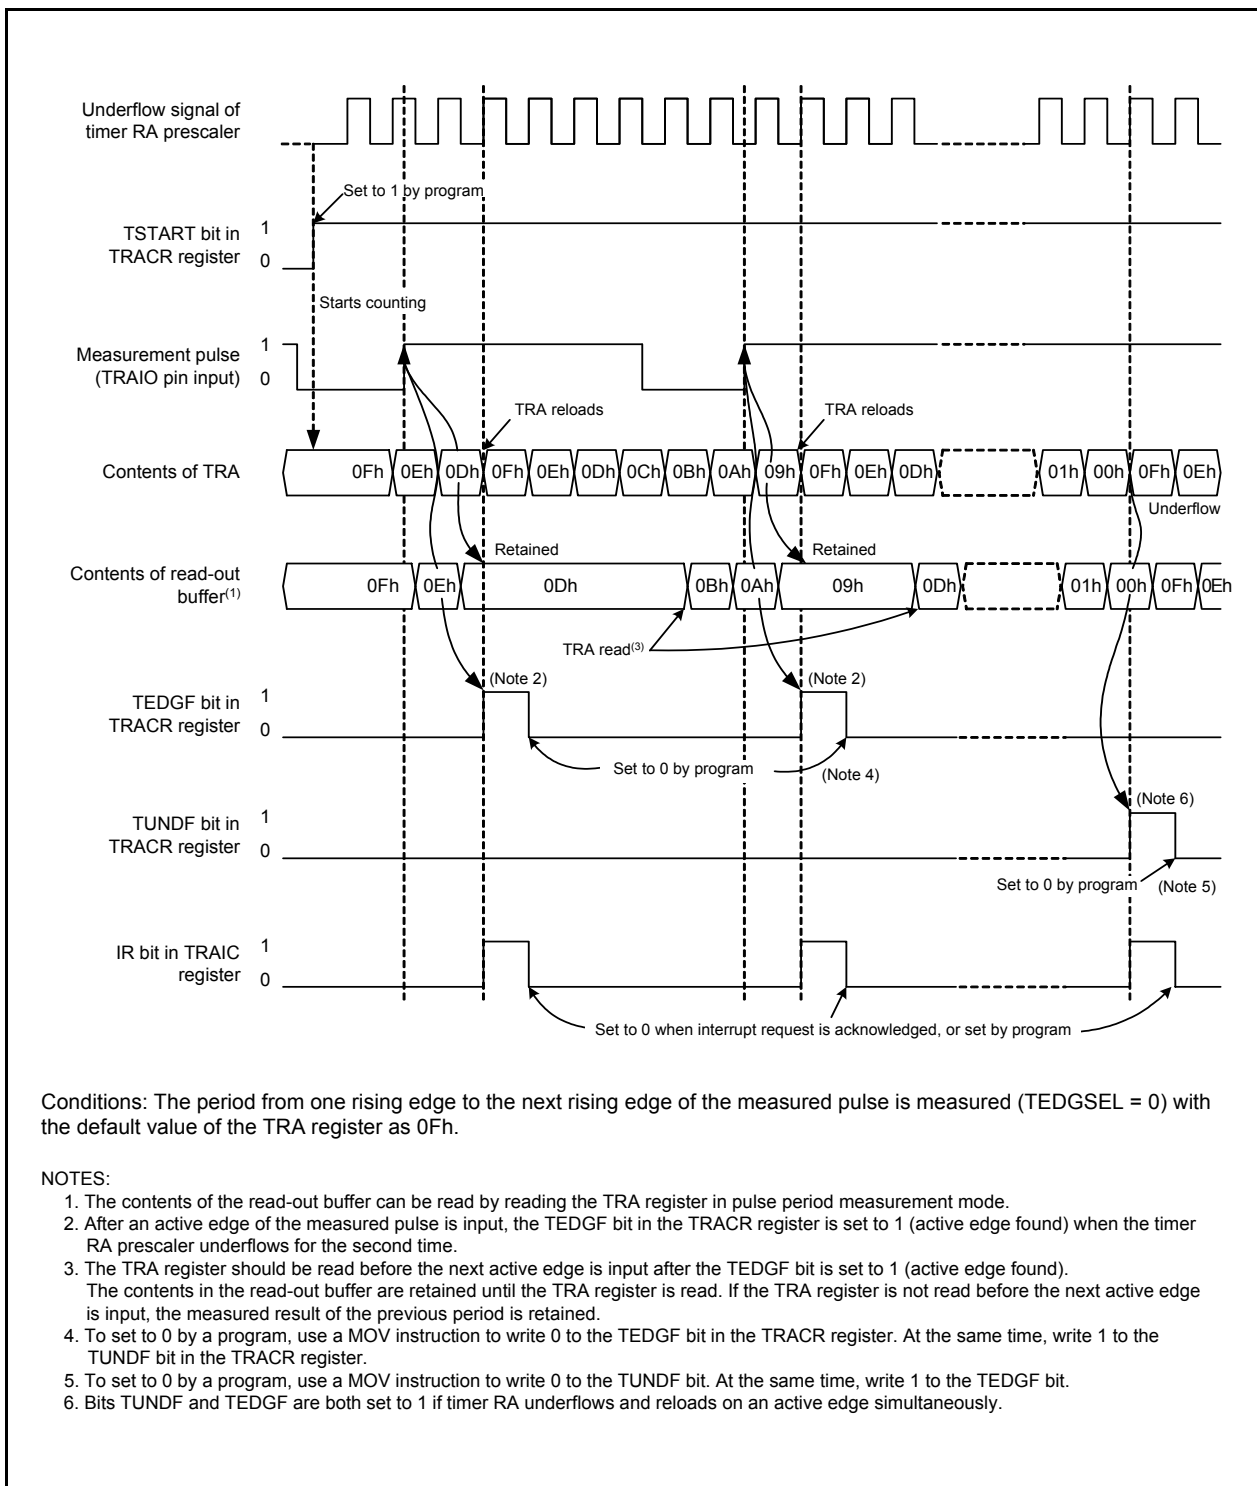 Underflow signal of
timer RA prescaler
Set to 1 by program
TSTART bit in
TRACR register
1
0
Starts counting
Measurement pulse
(TRAIO pin input)
1
0
TRA reloads
TRA reloads
Contents of TRA
0Fh 0Eh 0Dh 0Fh 0Eh 0Dh 0Ch 0Bh 0Ah 09h 0Fh 0Eh 0Dh 01h 00h 0Fh 0Eh
Underflow
Retained
Retained
Contents of read-out
buffer(1)
0Fh 0Eh 0Dh 0Bh 0Ah 09h 0Dh 01h 00h 0Fh 0Eh
TRA read(3)
(Note 2)
(Note 2)
TEDGF bit in
TRACR register
1
0
Set to 0 by program
(Note 4)
(Note 6)
TUNDF bit in
TRACR register
1
0
Set to 0 by program
(Note 5)
IR bit in TRAIC
register
1
0
Set to 0 when interrupt request is acknowledged, or set by program
Conditions: The period from one rising edge to the next rising edge of the measured pulse is measured (TEDGSEL = 0) with
the default value of the TRA register as 0Fh.
NOTES:
1. The contents of the read-out buffer can be read by reading the TRA register in pulse period measurement mode.
2. After an active edge of the measured pulse is input, the TEDGF bit in the TRACR register is set to 1 (active edge found) when the timer
RA prescaler underflows for the second time.
3. The TRA register should be read before the next active edge is input after the TEDGF bit is set to 1 (active edge found).
The contents in the read-out buffer are retained until the TRA register is read. If the TRA register is not read before the next active edge
is input, the measured result of the previous period is retained.
4. To set to 0 by a program, use a MOV instruction to write 0 to the TEDGF bit in the TRACR register. At the same time, write 1 to the
TUNDF bit in the TRACR register.
5. To set to 0 by a program, use a MOV instruction to write 0 to the TUNDF bit. At the same time, write 1 to the TEDGF bit.
6. Bits TUNDF and TEDGF are both set to 1 if timer RA underflows and reloads on an active edge simultaneously.